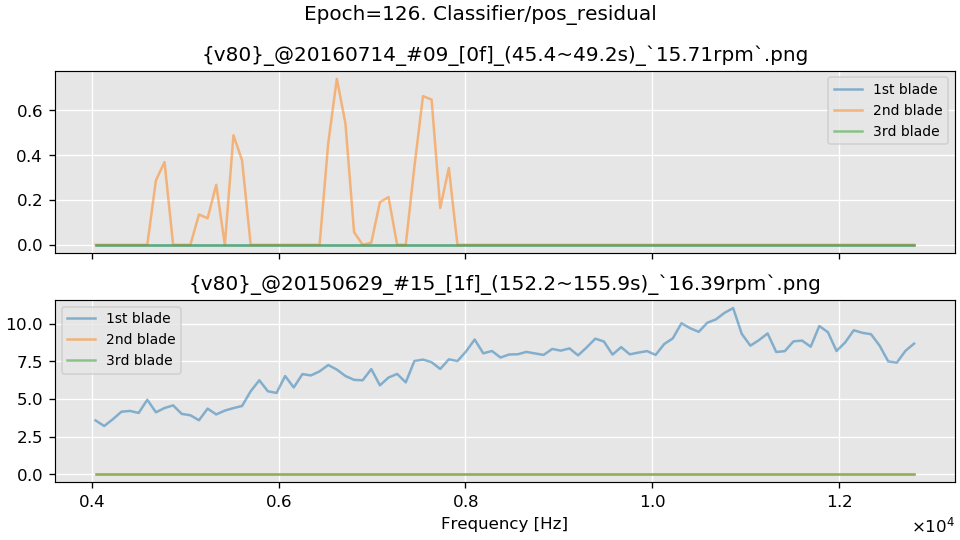 Epoch=126. Classifier/pos_residual
{v80}_@20160714_#09_[0f]_(45.4~49.2s)_`15.71rpm`.png
0.6
0.4
0.2
0.0
1st blade
2nd blade
3rd blade
{v80}_@20150629_#15_[1f]_(152.2~155.9s)_`16.39rpm`.png
10.0
7.5
5.0
2.5
0.0
1st blade
2nd blade
3rd blade
0.4 0.6 0.8 1.0 1.2
Frequency [Hz]
×10⁴